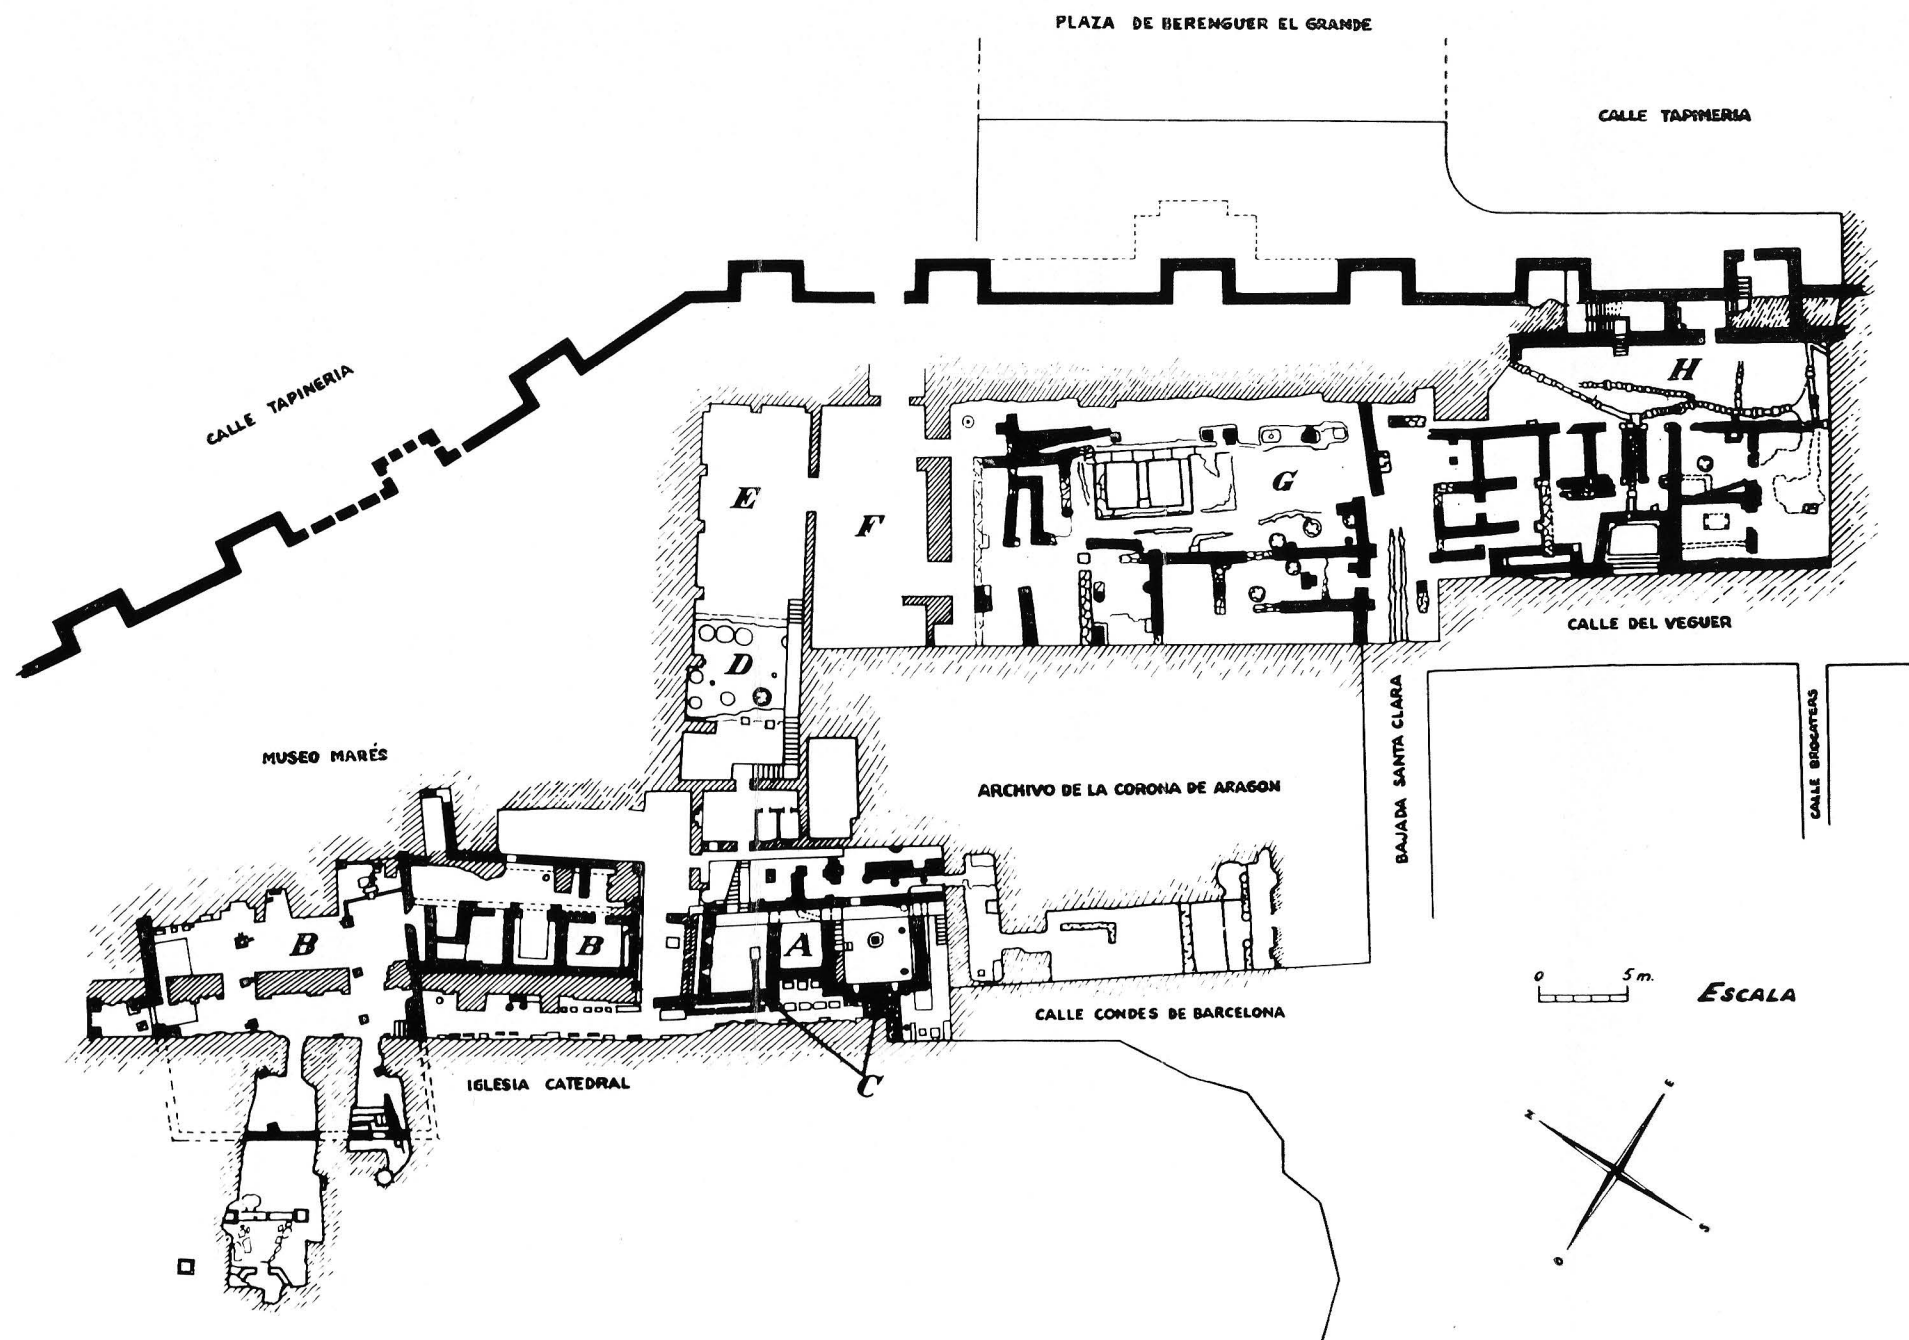 PLAZA DE BERENGUER EL GRANDE
CALLE TAPINERIA
CALLE TAPINERIA
H
E
G
F
CALLE DEL VEGUER
D
BAJADA SANTA CLARA
CALLE BROCATERS
MUSEO MARÉS
ARCHIVO DE LA CORONA DE ARAGON
B
B
A
0 5 m.
ESCALA
CALLE CONDES DE BARCELONA
IGLESIA CATEDRAL
C
E
N
S
O